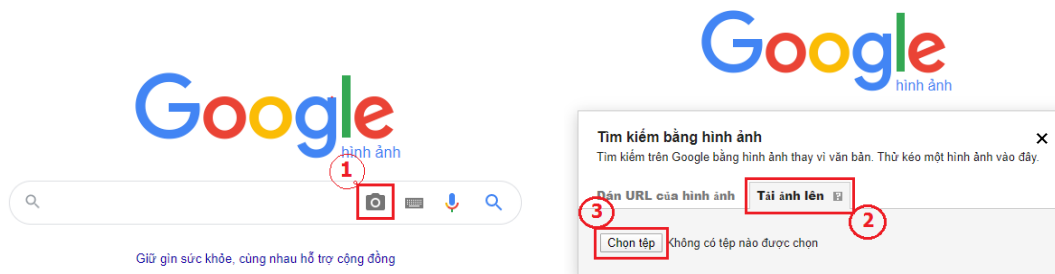 Google
hình ảnh
1
Giữ gìn sức khỏe, cùng nhau hỗ trợ cộng đồng
Google
hình ảnh
Tìm kiếm bằng hình ảnh
Tìm kiếm trên Google bằng hình ảnh thay vì văn bản. Thử kéo một hình ảnh vào đây.
Dán URL của hình ảnh Tải ảnh lên ?
2
3
Chọn tệp Không có tệp nào được chọn